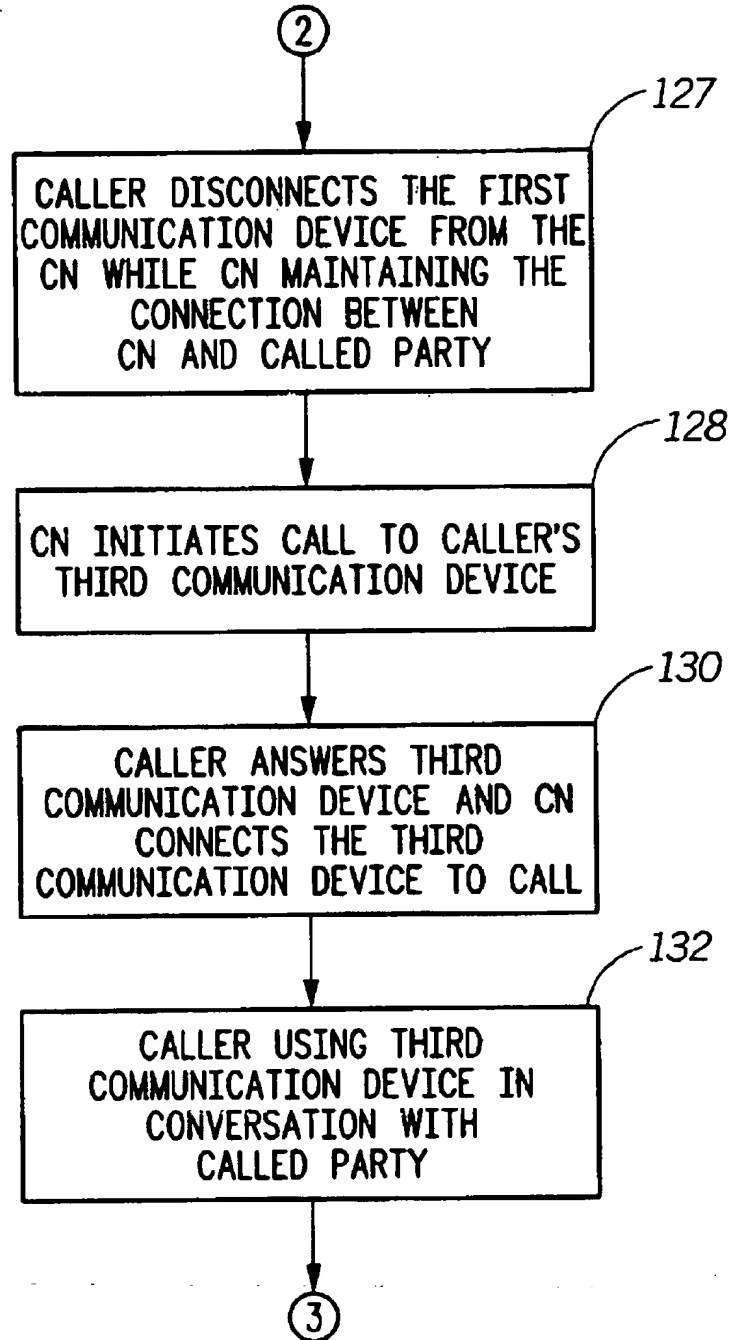 2
127
CALLER DISCONNECTS THE FIRST
COMMUNICATION DEVICE FROM THE
CN WHILE CN MAINTAINING THE
CONNECTION BETWEEN
CN AND CALLED PARTY
128
CN INITIATES CALL TO CALLER'S
THIRD COMMUNICATION DEVICE
130
CALLER ANSWERS THIRD
COMMUNICATION DEVICE AND CN
CONNECTS THE THIRD
COMMUNICATION DEVICE TO CALL
132
CALLER USING THIRD
COMMUNICATION DEVICE IN
CONVERSATION WITH
CALLED PARTY
3